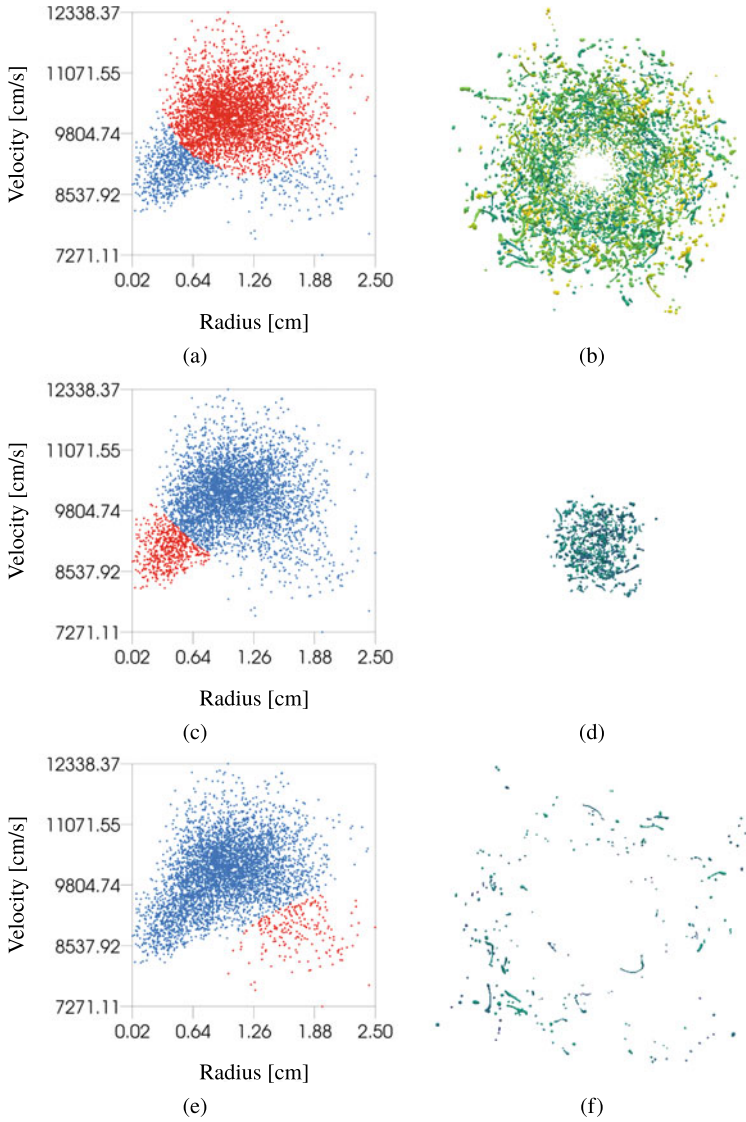 12338.37
11071.55
9804.74
8537.92
7271.11
Velocity [cm/s]
0.02 0.64 1.26 1.88 2.50
Radius [cm]
(a)
(b)
12338.37
11071.55
9804.74
8537.92
7271.11
Velocity [cm/s]
0.02 0.64 1.26 1.88 2.50
Radius [cm]
(c)
(d)
12338.37
11071.55
9804.74
8537.92
7271.11
Velocity [cm/s]
0.02 0.64 1.26 1.88 2.50
Radius [cm]
(e)
(f)